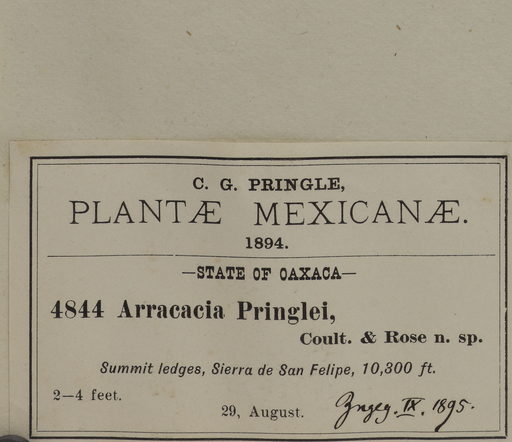 C. G. PRINGLE,
PLANTÆ MEXICANÆ.
1894.
—STATE OF OAXACA—
4844 Arracacia Pringlei,
Coult. & Rose n. sp.
Summit ledges, Sierra de San Felipe, 10,300 ft.
2—4 feet.
29, August.
Zngeg. IX. 1895.